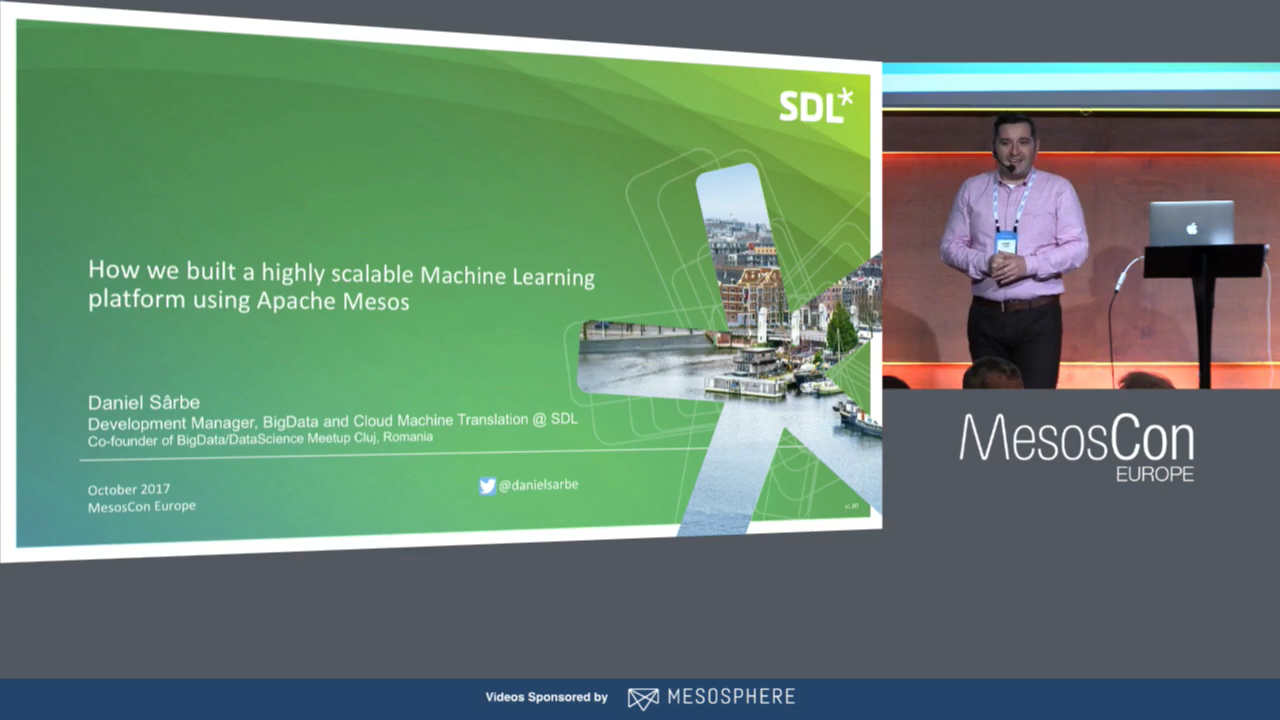 SDL*
How we built a highly scalable Machine Learning
platform using Apache Mesos
Daniel Sârbe
Development Manager, BigData and Cloud Machine Translation @ SDL
Co-founder of BigData/DataScience Meetup Cluj, Romania
October 2017
MesosCon Europe
@danielsarbe
MesosCon
EUROPE
Videos Sponsored by MESOSPHERE